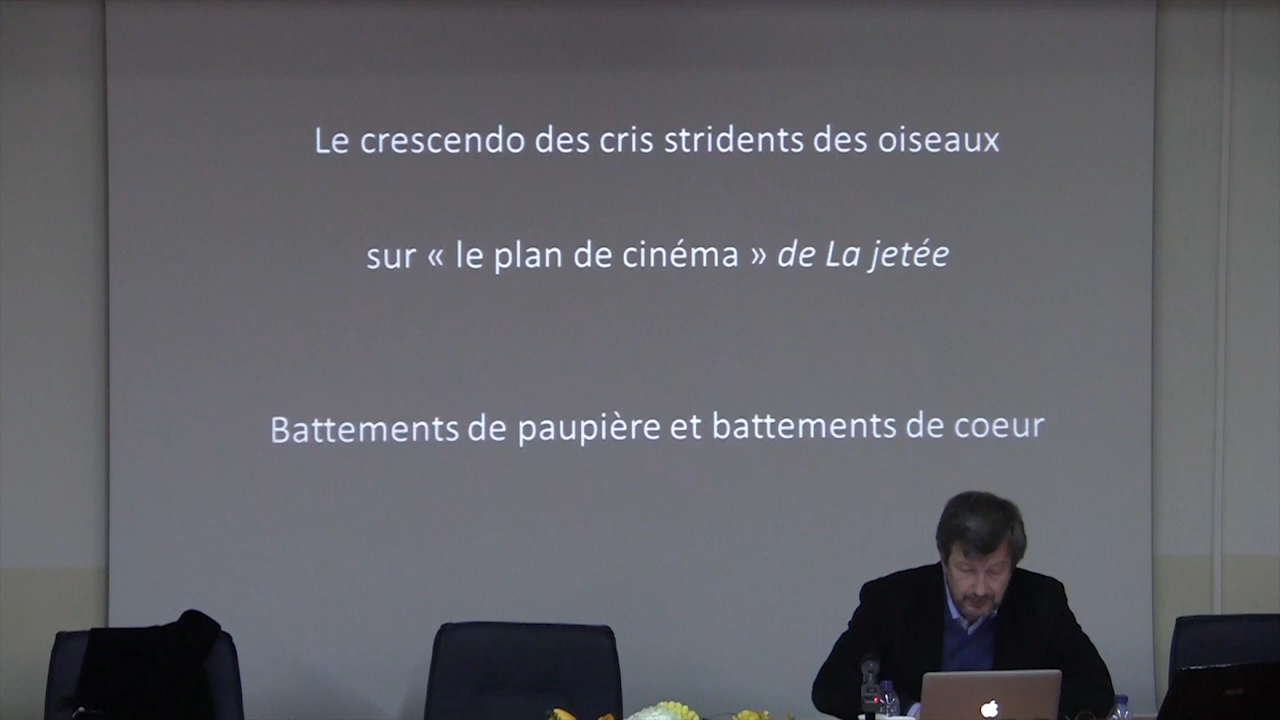 Le crescendo des cris stridents des oiseaux
sur « le plan de cinéma » de La jetée
Battements de paupière et battements de coeur